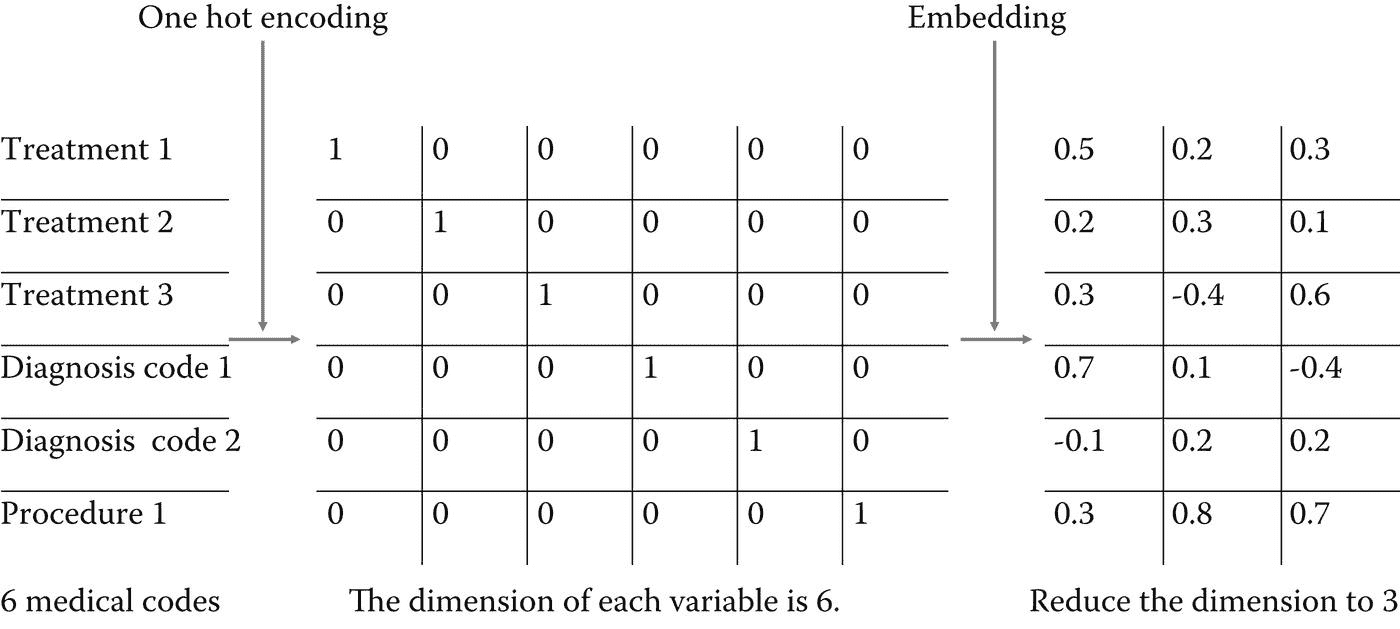 One hot encoding Embedding
Treatment 1 1 0 0 0 0 0 0.5 0.2 0.3
Treatment 2 0 1 0 0 0 0 0.2 0.3 0.1
Treatment 3 0 0 1 0 0 0 0.3 -0.4 0.6
Diagnosis code 1 0 0 0 1 0 0 0.7 0.1 -0.4
Diagnosis code 2 0 0 0 0 1 0 -0.1 0.2 0.2
Procedure 1 0 0 0 0 0 1 0.3 0.8 0.7
6 medical codes The dimension of each variable is 6. Reduce the dimension to 3